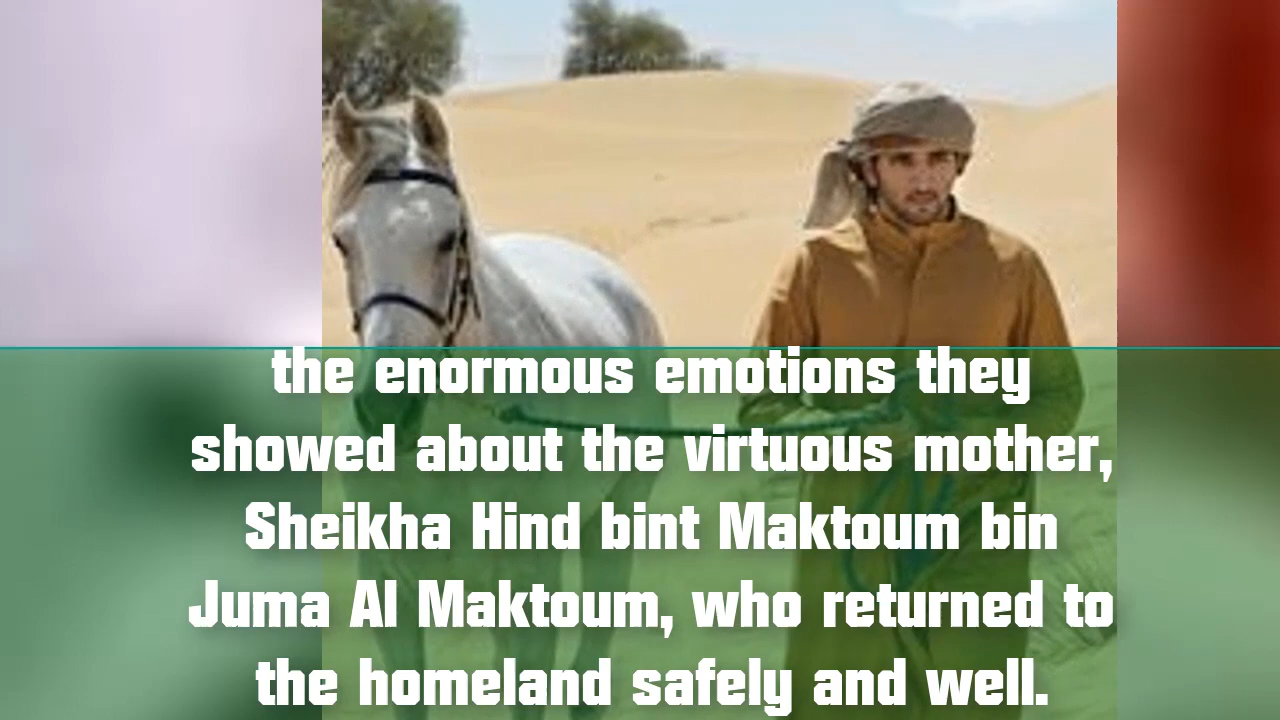 the enormous emotions they
showed about the virtuous mother,
Sheikha Hind bint Maktoum bin
Juma Al Maktoum, who returned to
the homeland safely and well.